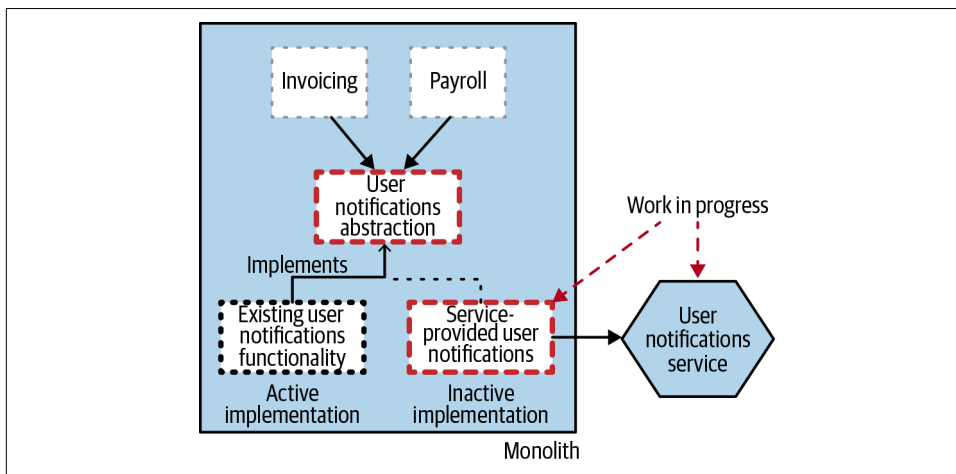 Invoicing
Payroll
User
notifications
abstraction
Work in progress
Implements
Existing user
notifications
functionality
Service-
provided user
notifications
User
notifications
service
Active
implementation
Inactive
implementation
Monolith